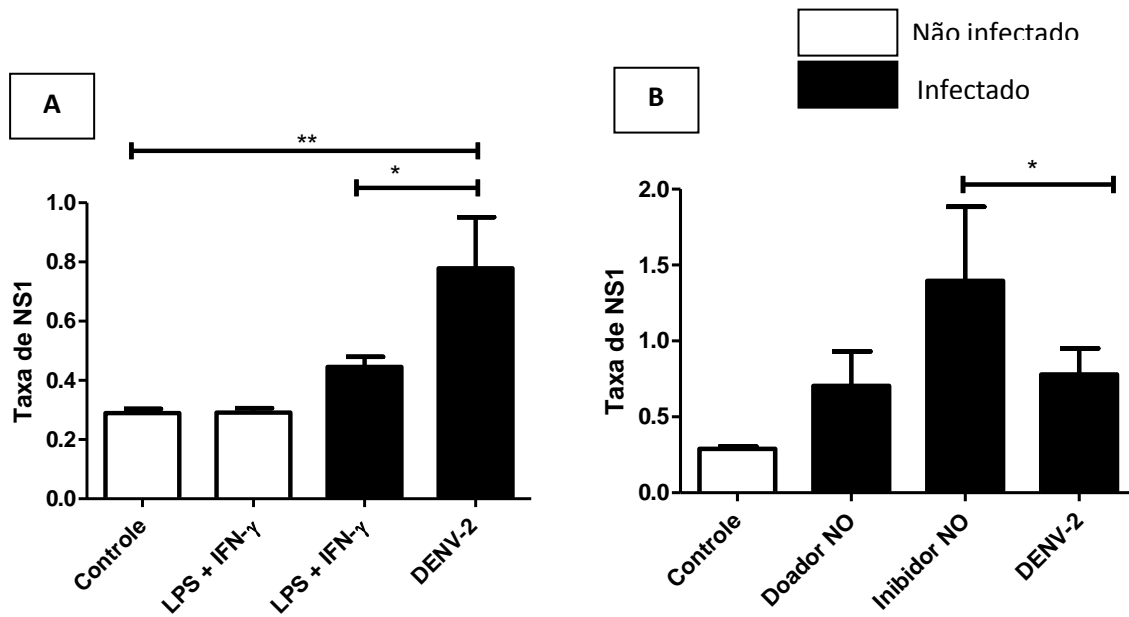 Não infectado
Infectado
A
**
*
Taxa de NS1
1.0
0.8
0.6
0.4
0.2
0.0
Controle
LPS + IFN-γ
LPS + IFN-γ
DENV-2
B
*
Taxa de NS1
2.0
1.5
1.0
0.5
0.0
Controle
Doador NO
Inibidor NO
DENV-2